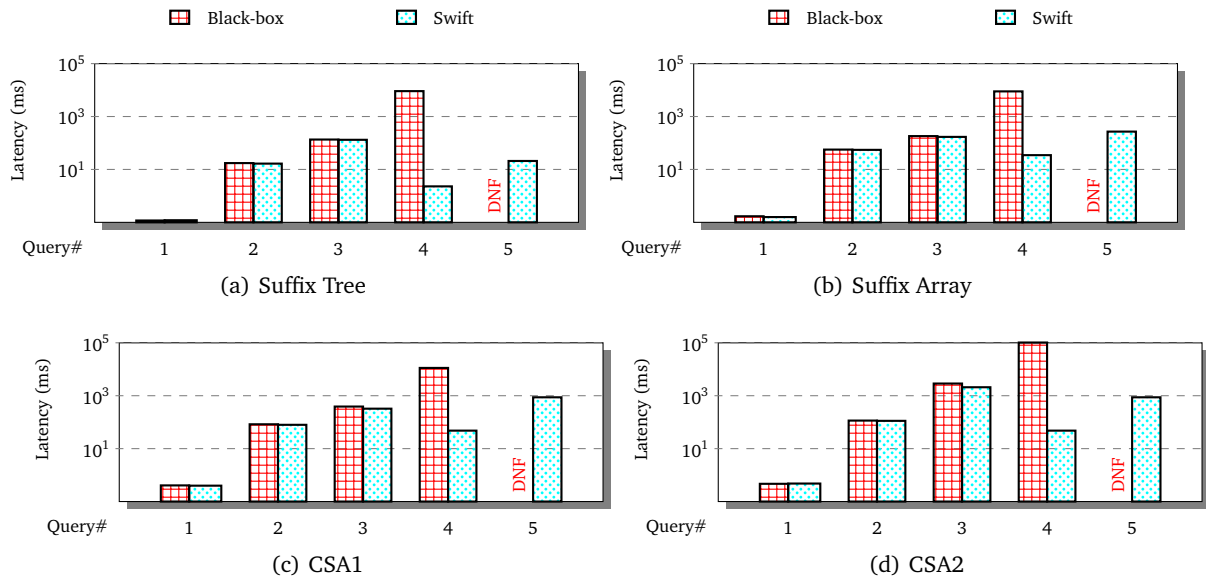 Black-box Swift Black-box Swift
10^5
10^3
10^1
Latency (ms)
DNF
Query# 1 2 3 4 5
(a) Suffix Tree
10^5
10^3
10^1
Latency (ms)
DNF
Query# 1 2 3 4 5
(b) Suffix Array
10^5
10^3
10^1
Latency (ms)
DNF
Query# 1 2 3 4 5
(c) CSA1
10^5
10^3
10^1
Latency (ms)
DNF
Query# 1 2 3 4 5
(d) CSA2